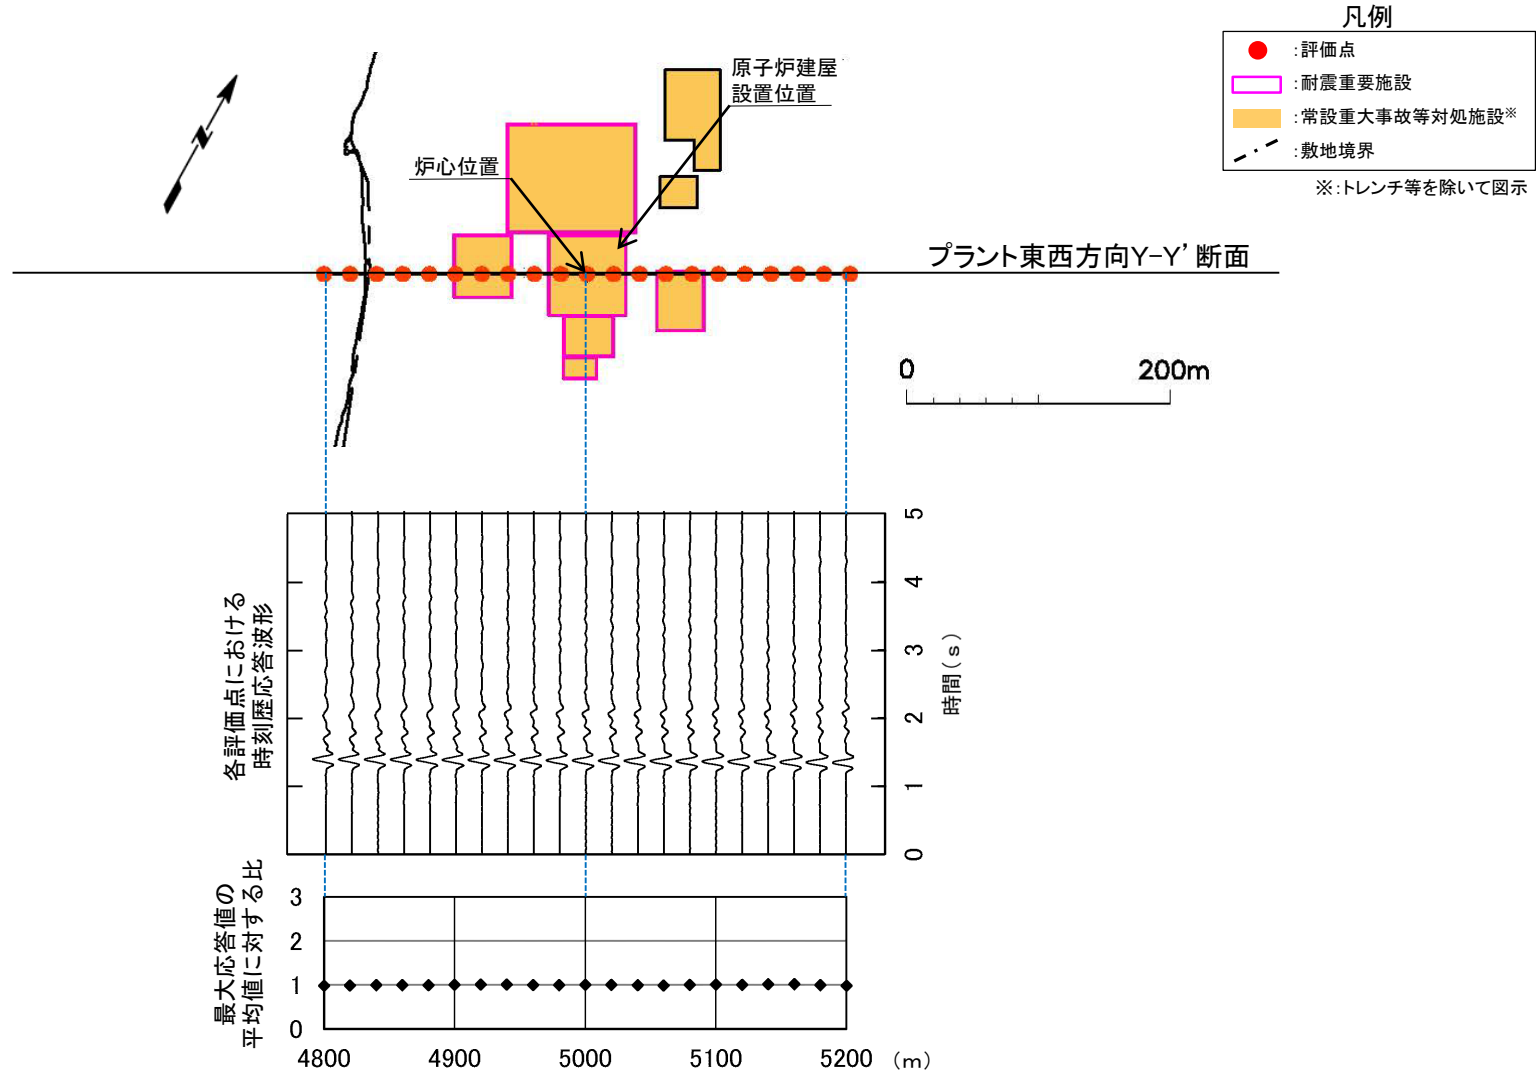 凡例
:評価点
:耐震重要施設
:常設重大事故等対処施設※
:敷地境界
※:トレンチ等を除いて図示
原子炉建屋
設置位置
炉心位置
プラント東西方向Y-Y’断面
0 200m
各評価点における
時刻歴応答波形
5
4
3
2
1
0
時間(s)
最大応答値の
平均値に対する比
3
2
1
0
4800 4900 5000 5100 5200 (m)